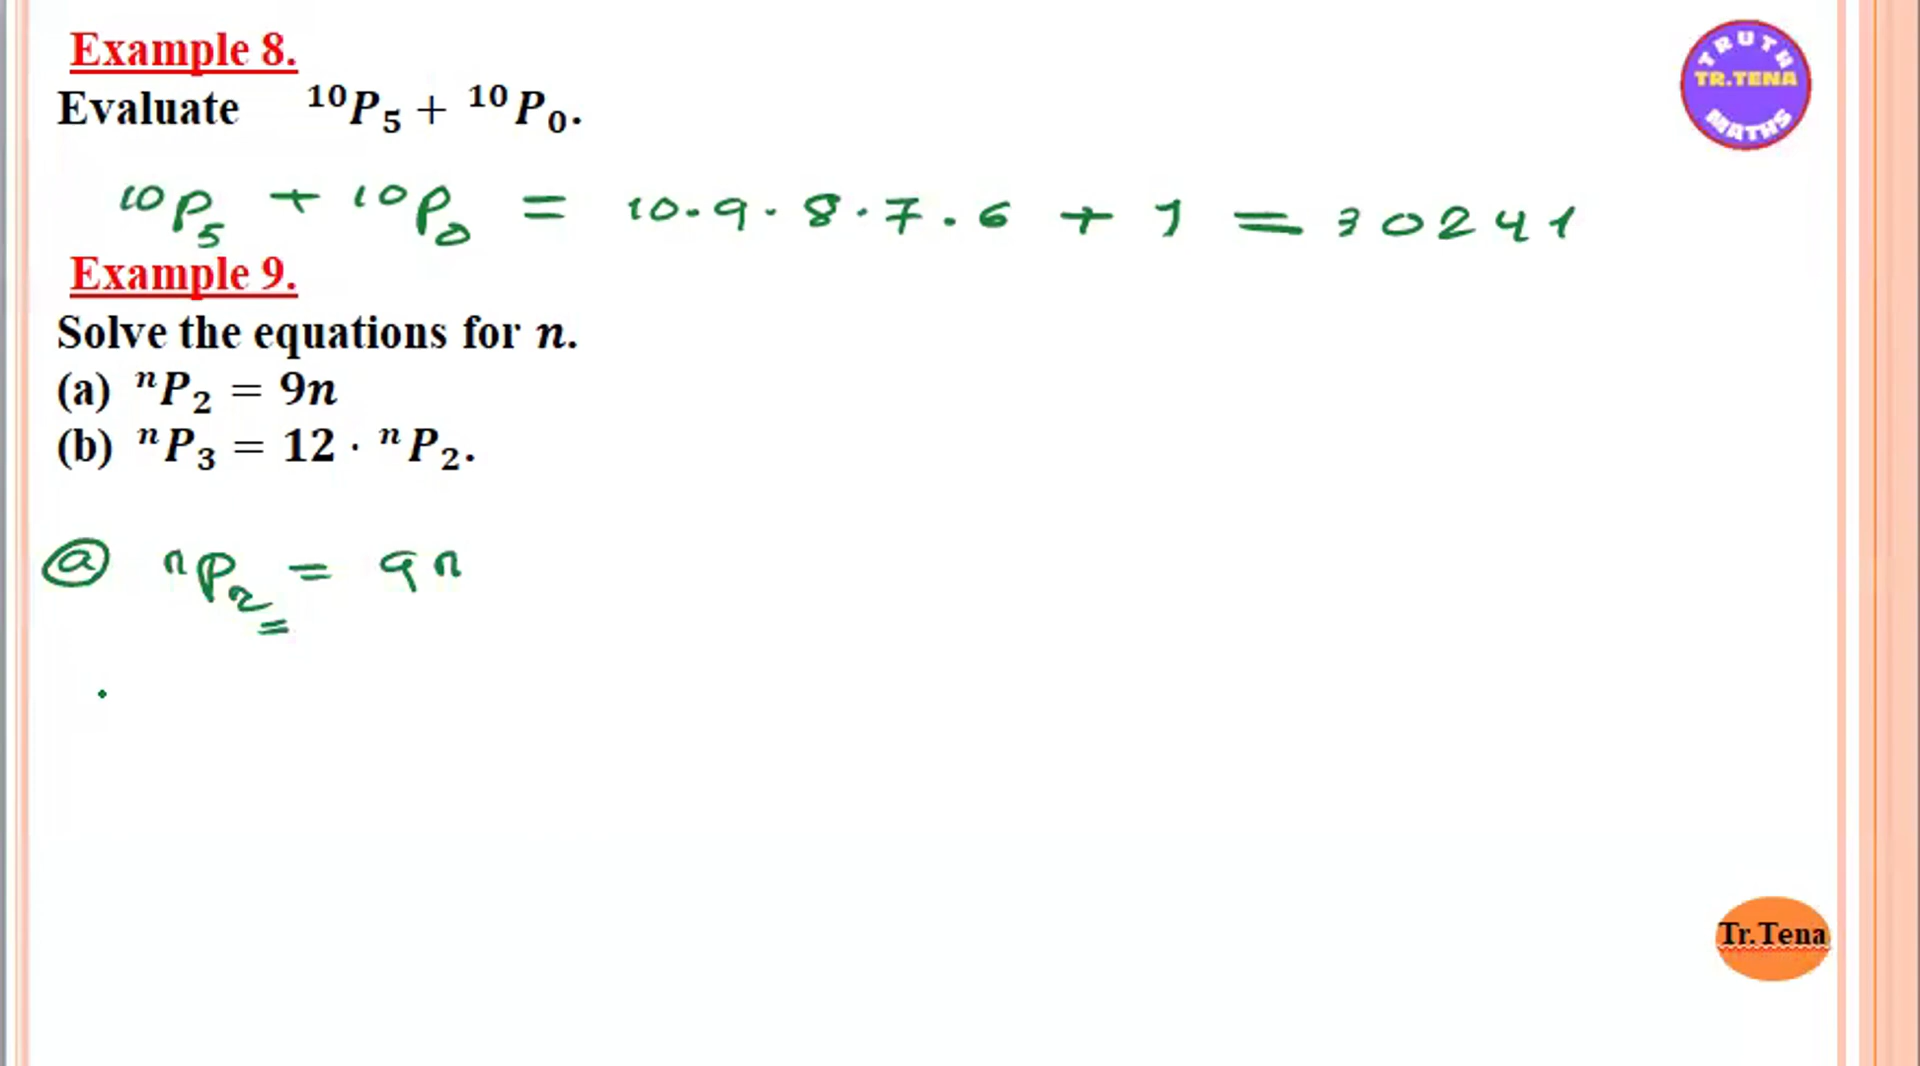 Example 8.
TRUTH
TR.TENA
MATHS
Evaluate ¹⁰P₅ + ¹⁰P₀.
¹⁰P₅ + ¹⁰P₀ = 10·9·8·7·6 + 1 = 30241
Example 9.
Solve the equations for n.
(a) ⁿP₂ = 9n
(b) ⁿP₃ = 12 · ⁿP₂.
ⓐ ⁿP₂ = 9n
Tr.Tena